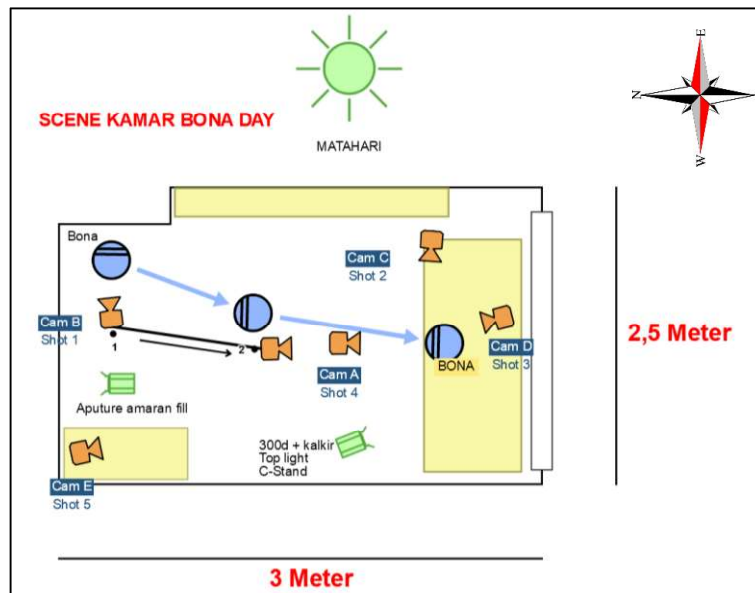 E
N
W
SCENE KAMAR BONA DAY
MATAHARI
Bona
Cam C
Shot 2
Cam B
Shot 1
1
2
Cam A
Shot 4
BONA
Cam D
Shot 3
2,5 Meter
Aputure amaran fill
300d + kalkir
Top light
C-Stand
Cam E
Shot 5
3 Meter